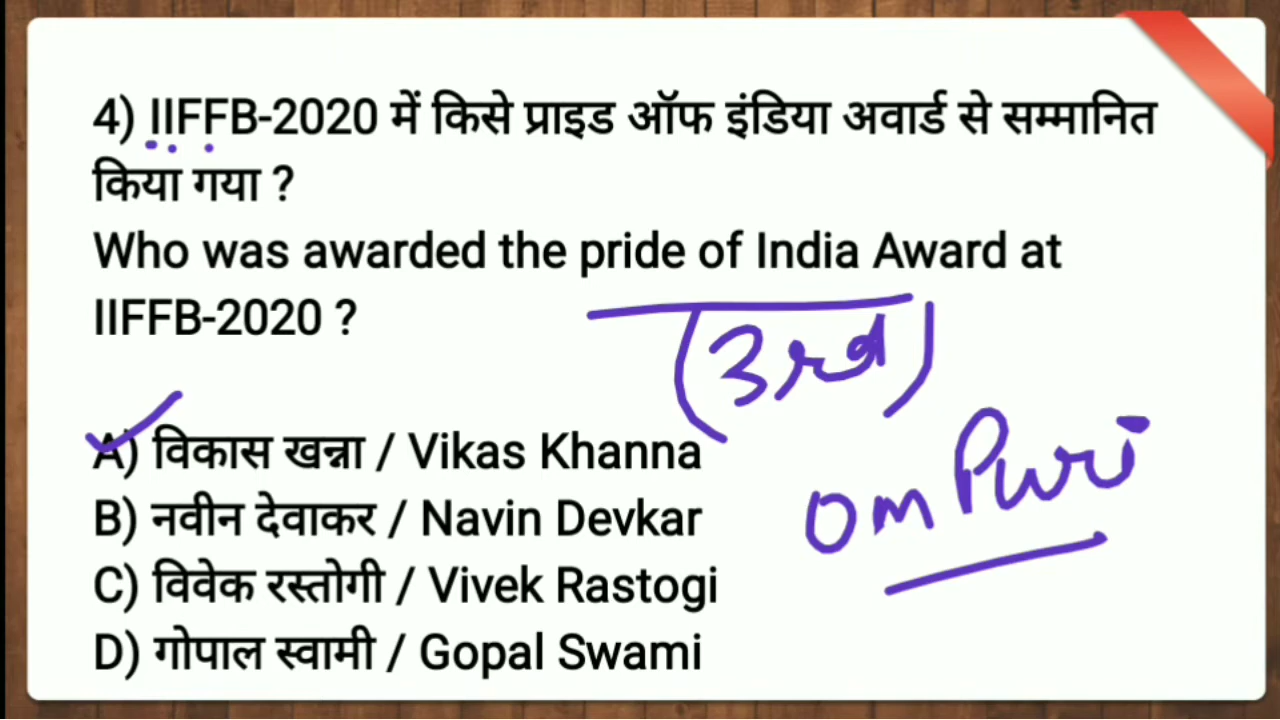 4) IIFFB-2020 में किसे प्राइड ऑफ इंडिया अवार्ड से सम्मानित
किया गया ?
Who was awarded the pride of India Award at
IIFFB-2020 ?
(3rd)
A) विकास खन्ना / Vikas Khanna
om Puri
B) नवीन देवाकर / Navin Devkar
C) विवेक रस्तोगी / Vivek Rastogi
D) गोपाल स्वामी / Gopal Swami